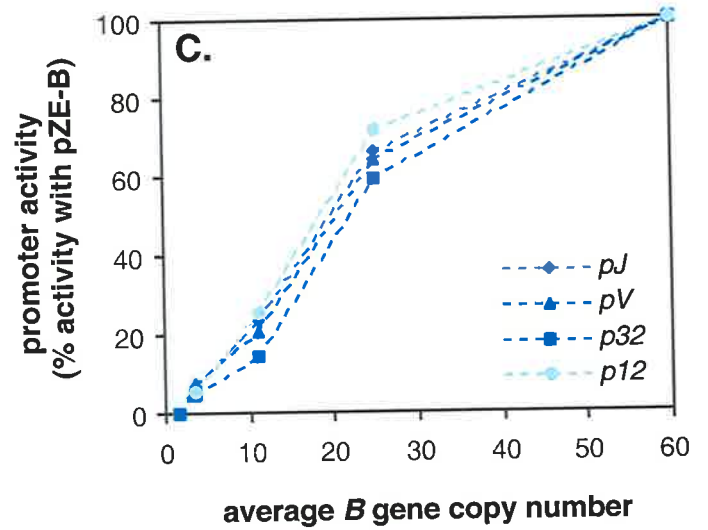 C.
promoter activity
(% activity with pZE-B)
100
80
60
40
20
0
pJ
pV
p32
p12
0 10 20 30 40 50 60
average B gene copy number